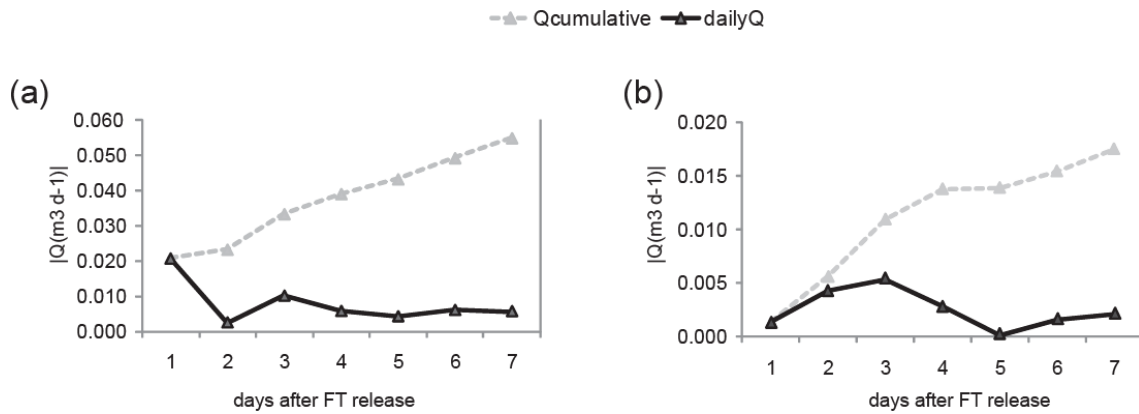 Qcumulative dailyQ
(a)
|Q(m3 d-1)|
0.060
0.050
0.040
0.030
0.020
0.010
0.000
1 2 3 4 5 6 7
days after FT release
(b)
|Q(m3 d-1)|
0.020
0.015
0.010
0.005
0.000
1 2 3 4 5 6 7
days after FT release